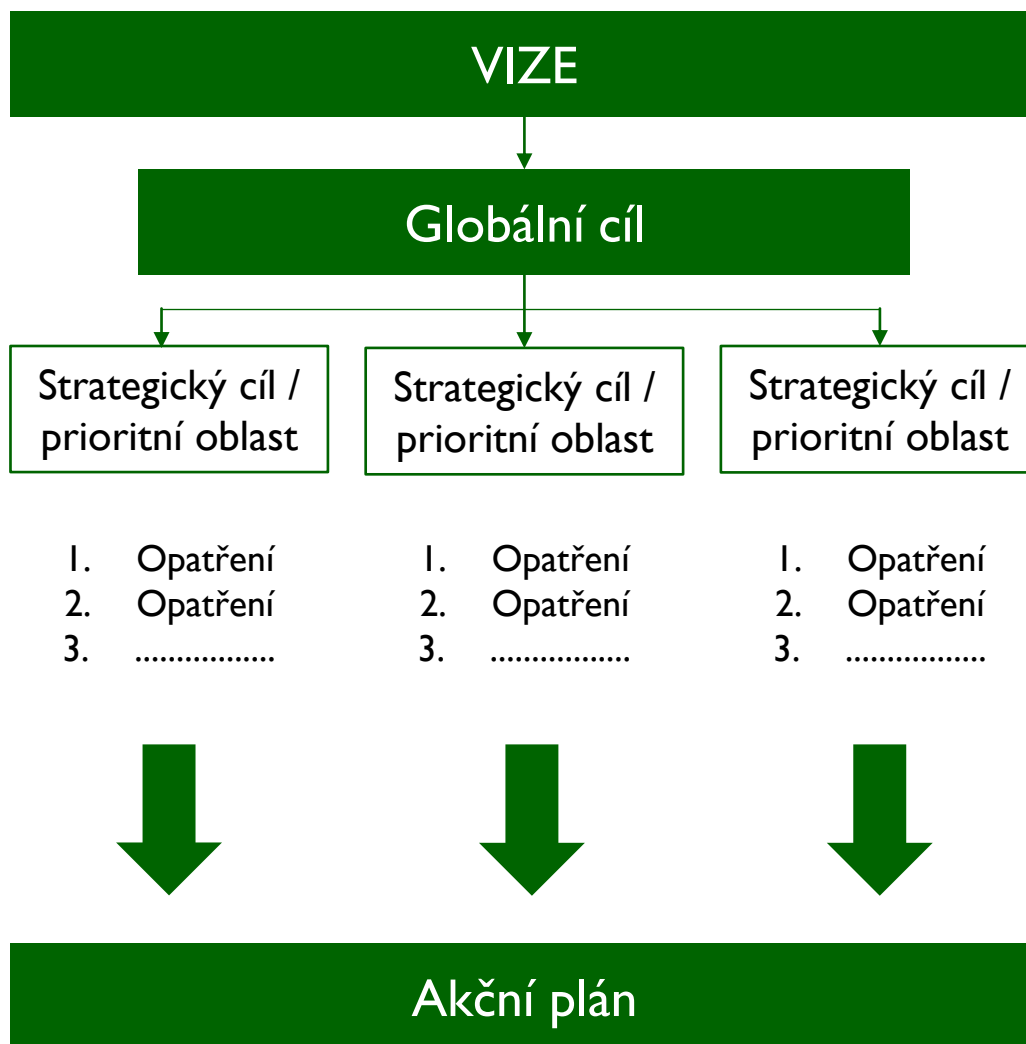 VIZE
Globální cíl
Strategický cíl /
prioritní oblast
Strategický cíl /
prioritní oblast
Strategický cíl /
prioritní oblast
1. Opatření
2. Opatření
3. .................
1. Opatření
2. Opatření
3. .................
1. Opatření
2. Opatření
3. .................
Akční plán